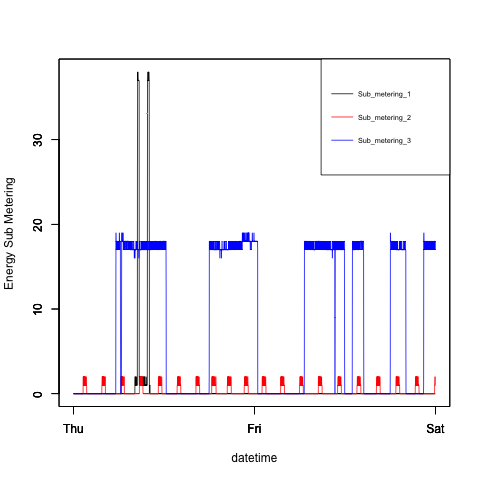 Sub_metering_1
Sub_metering_2
Sub_metering_3
Energy Sub Metering
30
20
10
0
Thu Fri Sat
datetime